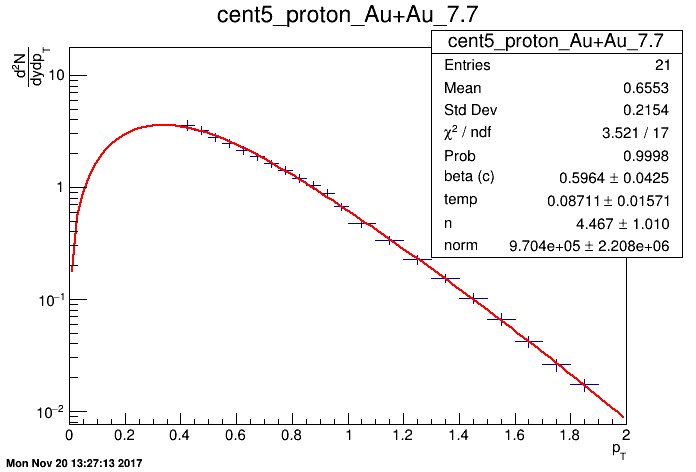 cent5_proton_Au+Au_7.7
cent5_proton_Au+Au_7.7
Entries 21
Mean 0.6553
Std Dev 0.2154
χ² / ndf 3.521 / 17
Prob 0.9998
beta (c) 0.5964 ± 0.0425
temp 0.08711 ± 0.01571
n 4.467 ± 1.010
norm 9.704e+05 ± 2.208e+06
d²N
dydp_T
10
1
10⁻¹
10⁻²
0 0.2 0.4 0.6 0.8 1 1.2 1.4 1.6 1.8 2
p_T
Mon Nov 20 13:27:13 2017